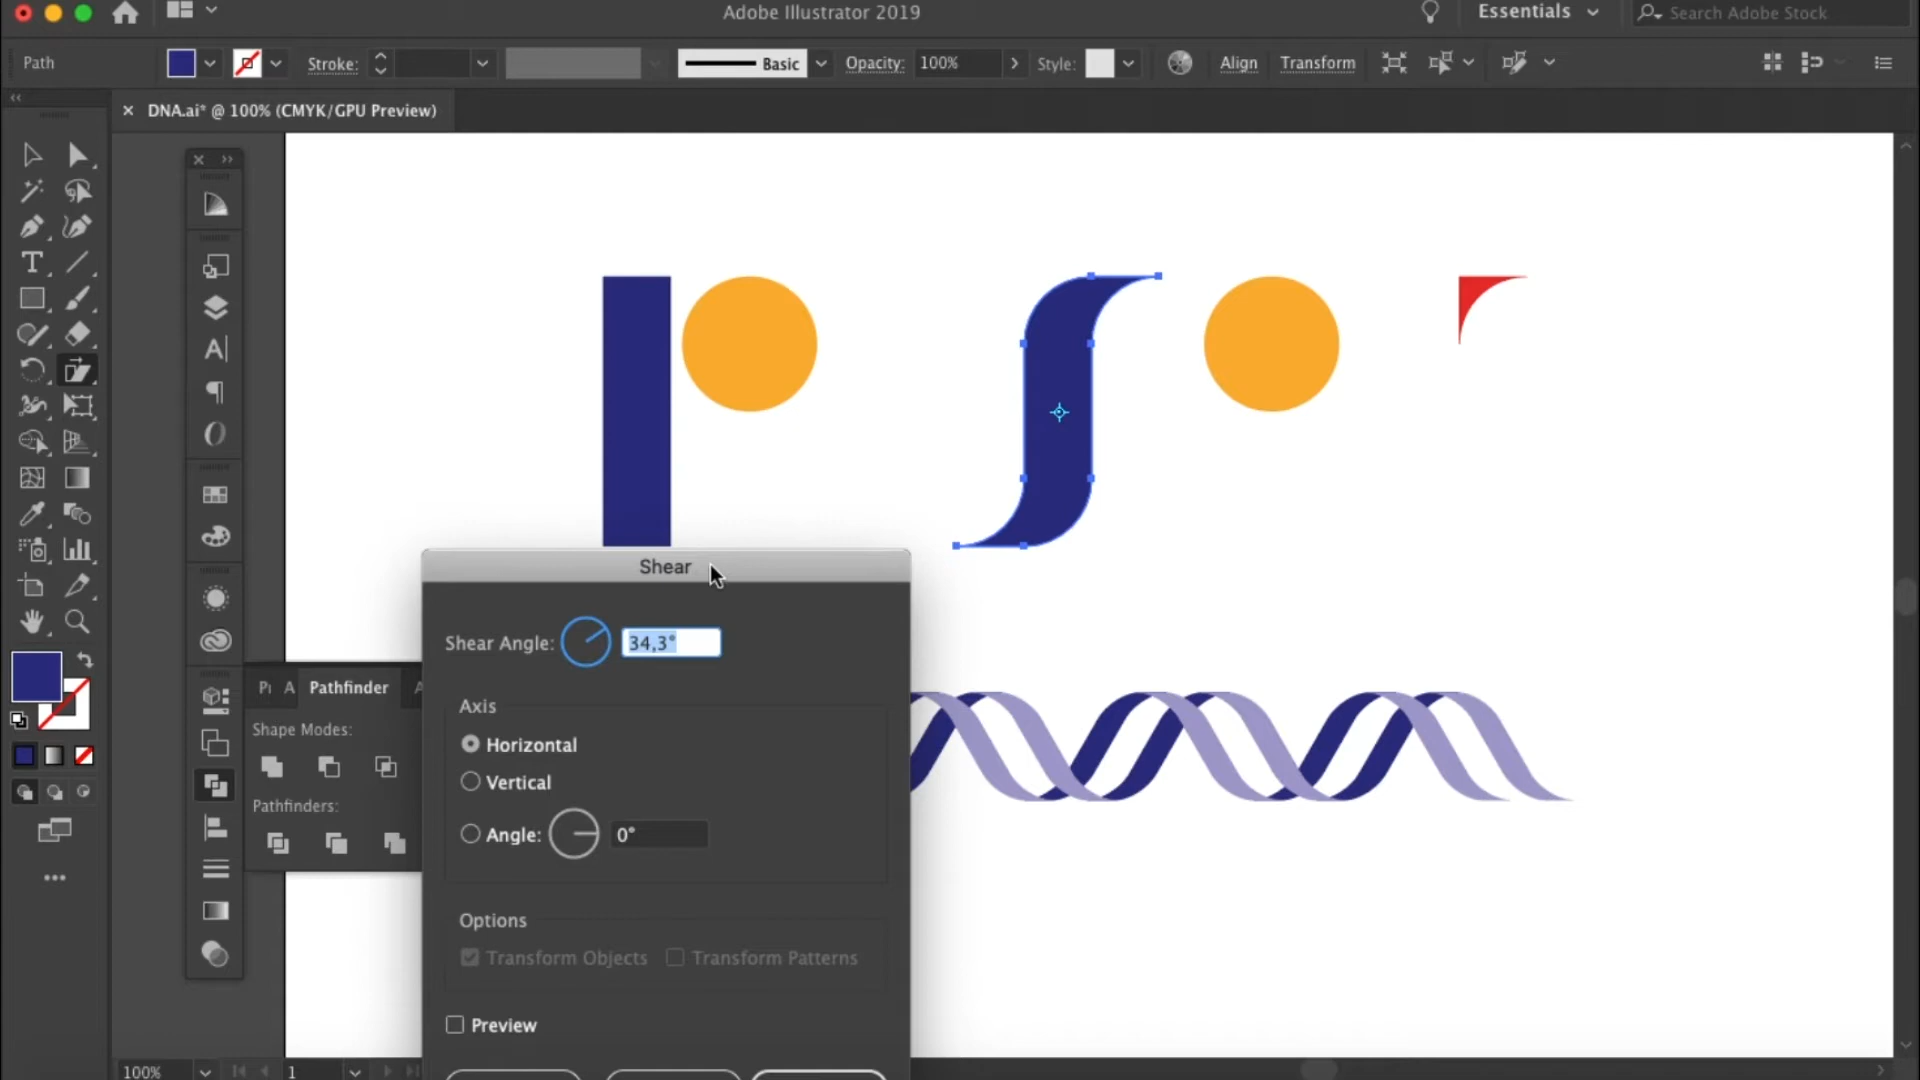 Adobe Illustrator 2019
Essentials
Search Adobe Stock
Path
Stroke:
Basic
Opacity:
100%
Style:
Align
Transform
DNA.ai* @ 100% (CMYK/GPU Preview)
Shear
Shear Angle:
34,3°
Pathfinder
Axis
Shape Modes:
Horizontal
Vertical
Pathfinders:
Angle:
0°
Options
Transform Objects
Transform Patterns
Preview
100%
1